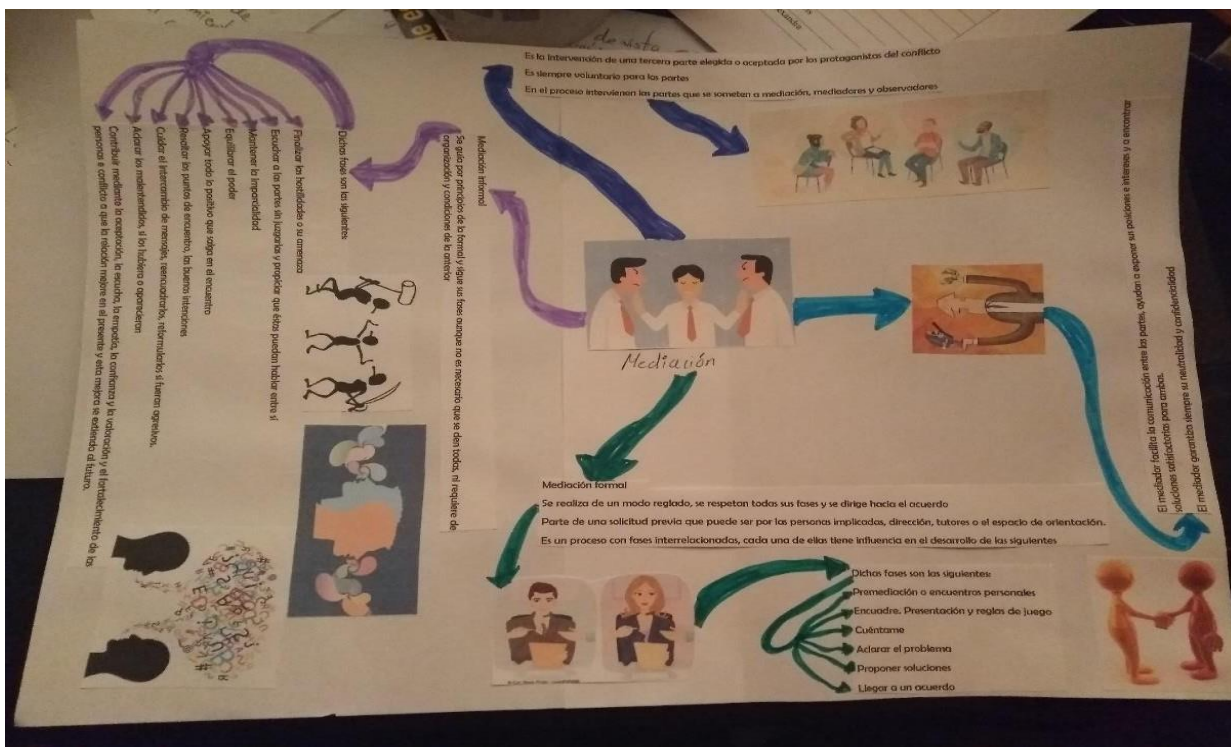 de vista
Es la intervención de una tercera parte elegida o aceptada por los protagonistas del conflicto
Es siempre voluntario para las partes
En el proceso intervienen las partes que se someten a mediación, mediadores y observadores
Mediación
El mediador facilita la comunicación entre las partes, ayudan a exponer sus posiciones e intereses y a encontrar
soluciones satisfactorias para ambas.
El mediador garantiza siempre su neutralidad y confidencialidad
Mediación formal
Se realiza de un modo reglado, se respetan todas sus fases y se dirige hacia el acuerdo
Parte de una solicitud previa que puede ser por las personas implicadas, dirección, tutores o el espacio de orientación.
Es un proceso con fases interrelacionadas, cada una de ellas tiene influencia en el desarrollo de las siguientes
Dichas fases son las siguientes:
Premediación o encuentros personales
Encuadre. Presentación y reglas de juego
Cuéntame
Aclarar el problema
Proponer soluciones
Llegar a un acuerdo
Mediación informal
Se guía por principios de la formal y sigue sus fases aunque no es necesario que se den todas, ni requiere de
organización y condiciones de la anterior
Dichas fases son las siguientes:
Finalizar las hostilidades o su amenaza
Escuchar a las partes sin juzgarlas y propiciar que éstas puedan hablar entre sí
Mantener la imparcialidad
Equilibrar el poder
Apoyar todo lo positivo que salga en el encuentro
Resaltar los puntos de encuentro, las buenas intenciones
Cuidar el intercambio de mensajes, reencuadrarlos, reformularlos si fueran agresivos.
Aclarar los malentendidos, si los hubiera o aparecieran
Contribuir mediante la aceptación, la escucha, la empatía, la confianza y la valoración y el fortalecimiento de las
personas e conflicto a que la relación mejore en el presente y esta mejora se extienda al futuro.